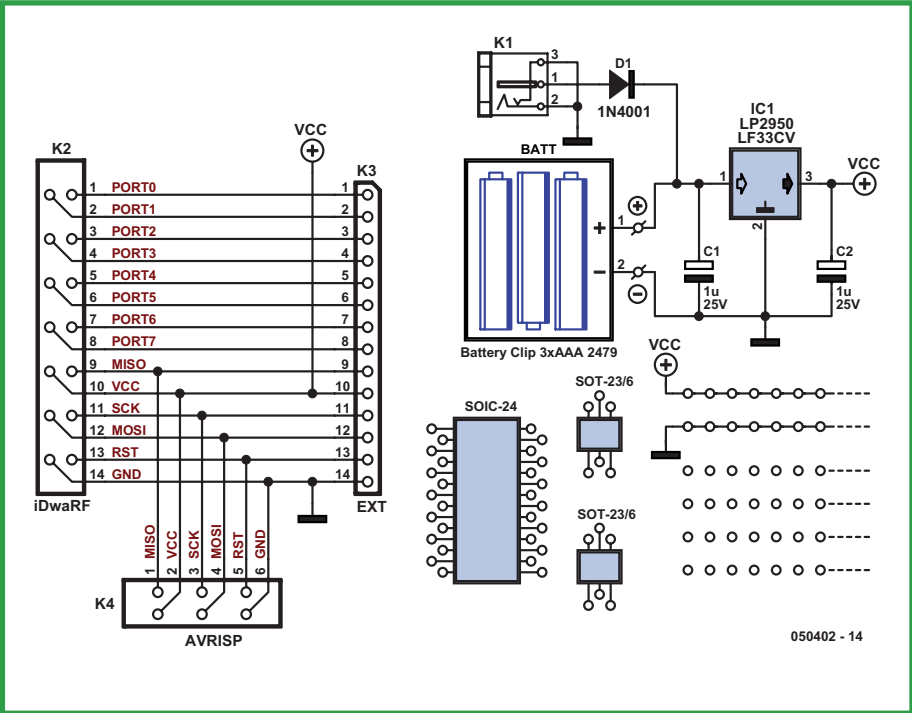 K1
3
1
2
D1
1N4001
IC1
LP2950
LF33CV
VCC
1
3
2
BATT
+
1
+
−
2
−
Battery Clip 3xAAA 2479
C1
1u
25V
C2
1u
25V
VCC
K2
K3
1 PORT0 1
2 PORT1 2
3 PORT2 3
4 PORT3 4
5 PORT4 5
6 PORT5 6
7 PORT6 7
8 PORT7 8
9 MISO 9
10 VCC 10
11 SCK 11
12 MOSI 12
13 RST 13
14 GND 14
iDwaRF
EXT
1 MISO
2 VCC
3 SCK
4 MOSI
5 RST
6 GND
K4
AVRISP
SOIC-24
SOT-23/6
SOT-23/6
VCC
050402 - 14